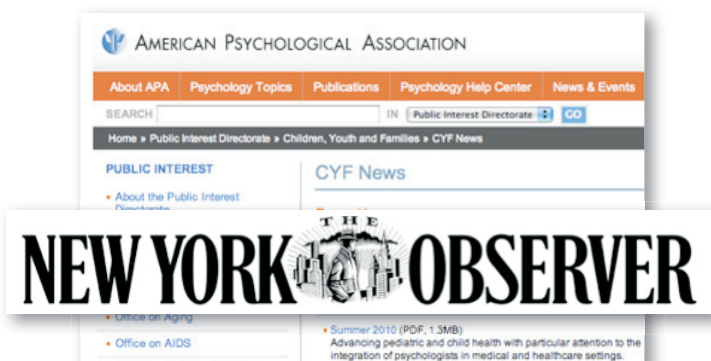 AMERICAN PSYCHOLOGICAL ASSOCIATION
About APA Psychology Topics Publications Psychology Help Center News & Events
SEARCH IN Public Interest Directorate GO
Home » Public Interest Directorate » Children, Youth and Families » CYF News
PUBLIC INTEREST
CYF News
• About the Public Interest
Directorate
THE
NEW YORK OBSERVER
• Office on Aging
• Summer 2010 (PDF, 1.3MB)
• Office on AIDS
Advancing pediatric and child health with particular attention to the
integration of psychologists in medical and healthcare settings.